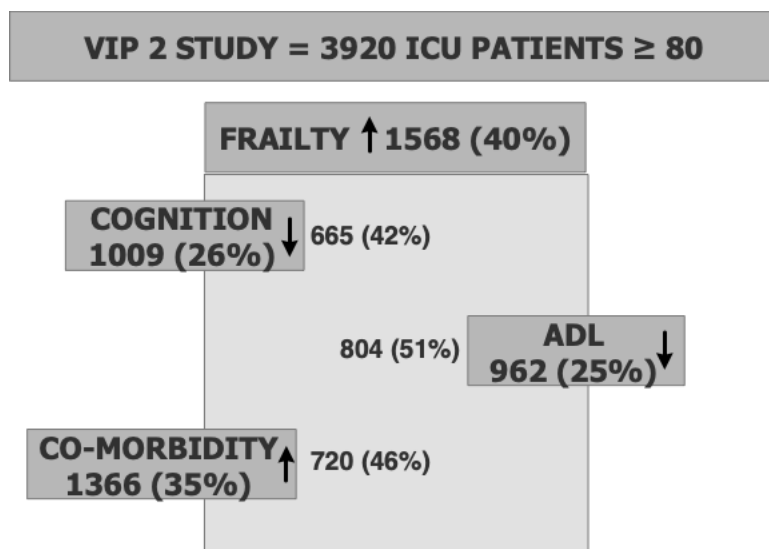 VIP 2 STUDY = 3920 ICU PATIENTS ≥ 80
FRAILTY ↑ 1568 (40%)
COGNITION
1009 (26%) ↓
665 (42%)
804 (51%)
ADL
962 (25%) ↓
CO-MORBIDITY
1366 (35%) ↑
720 (46%)